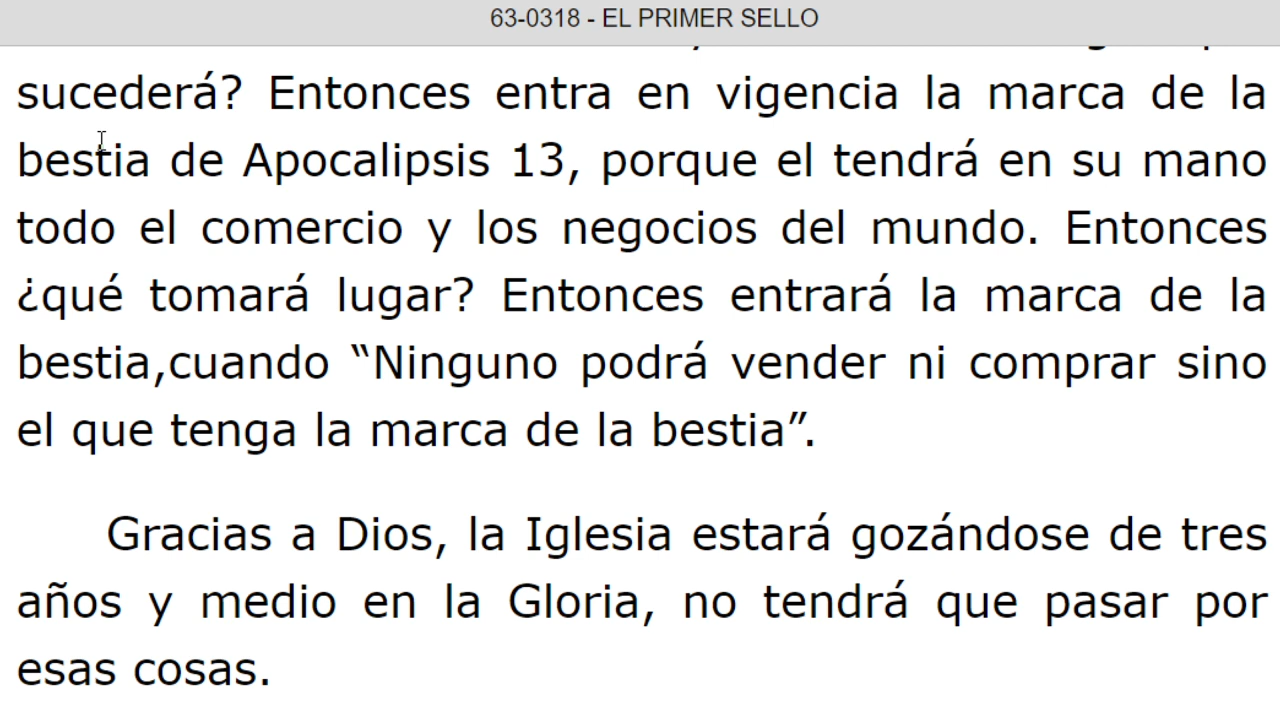 63-0318 - EL PRIMER SELLO
sucederá? Entonces entra en vigencia la marca de la
bestia de Apocalipsis 13, porque el tendrá en su mano
todo el comercio y los negocios del mundo. Entonces
¿qué tomará lugar? Entonces entrará la marca de la
bestia,cuando “Ninguno podrá vender ni comprar sino
el que tenga la marca de la bestia”.
Gracias a Dios, la Iglesia estará gozándose de tres
años y medio en la Gloria, no tendrá que pasar por
esas cosas.